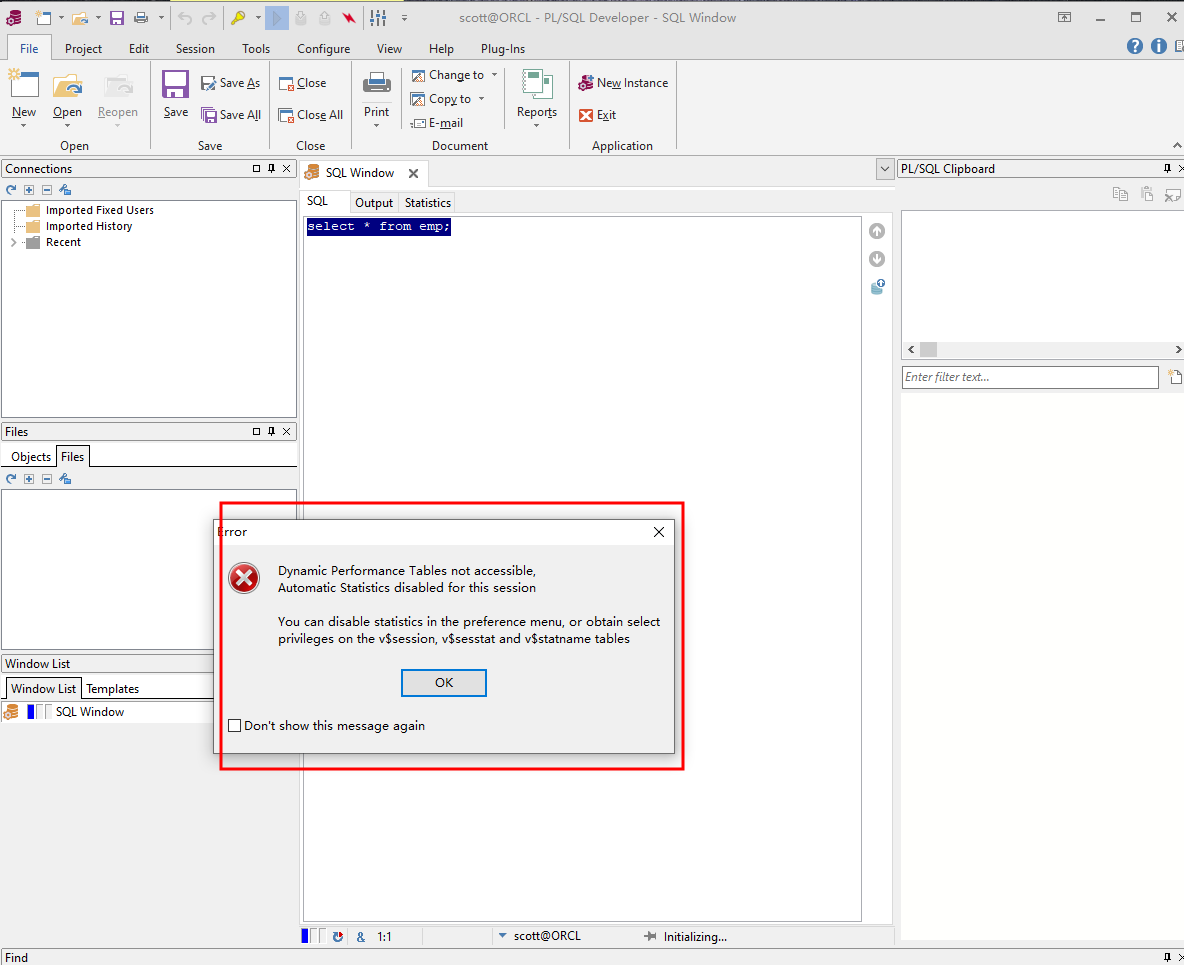 scott@ORCL - PL/SQL Developer - SQL Window
File Project Edit Session Tools Configure View Help Plug-Ins
New Open Reopen
Open
Save Save As
Save All
Save
Close
Close All
Close
Print
Change to
Copy to
E-mail
Reports
Document
New Instance
Exit
Application
Connections
Imported Fixed Users
Imported History
Recent
Files
Objects Files
Window List
Window List Templates
SQL Window
SQL Window
SQL Output Statistics
select * from emp;
Error
Dynamic Performance Tables not accessible,
Automatic Statistics disabled for this session
You can disable statistics in the preference menu, or obtain select
privileges on the v$session, v$sesstat and v$statname tables
OK
Don't show this message again
& 1:1 scott@ORCL Initializing...
PL/SQL Clipboard
Enter filter text...
Find